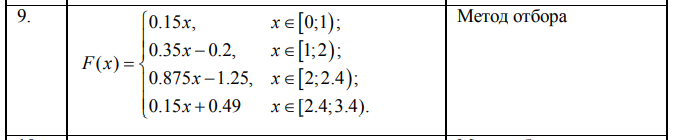 9.
Метод отбора
0.15x, x ∈ [0;1);
0.35x − 0.2, x ∈ [1;2);
F(x) =
0.875x − 1.25, x ∈ [2;2.4);
0.15x + 0.49 x ∈ [2.4;3.4).